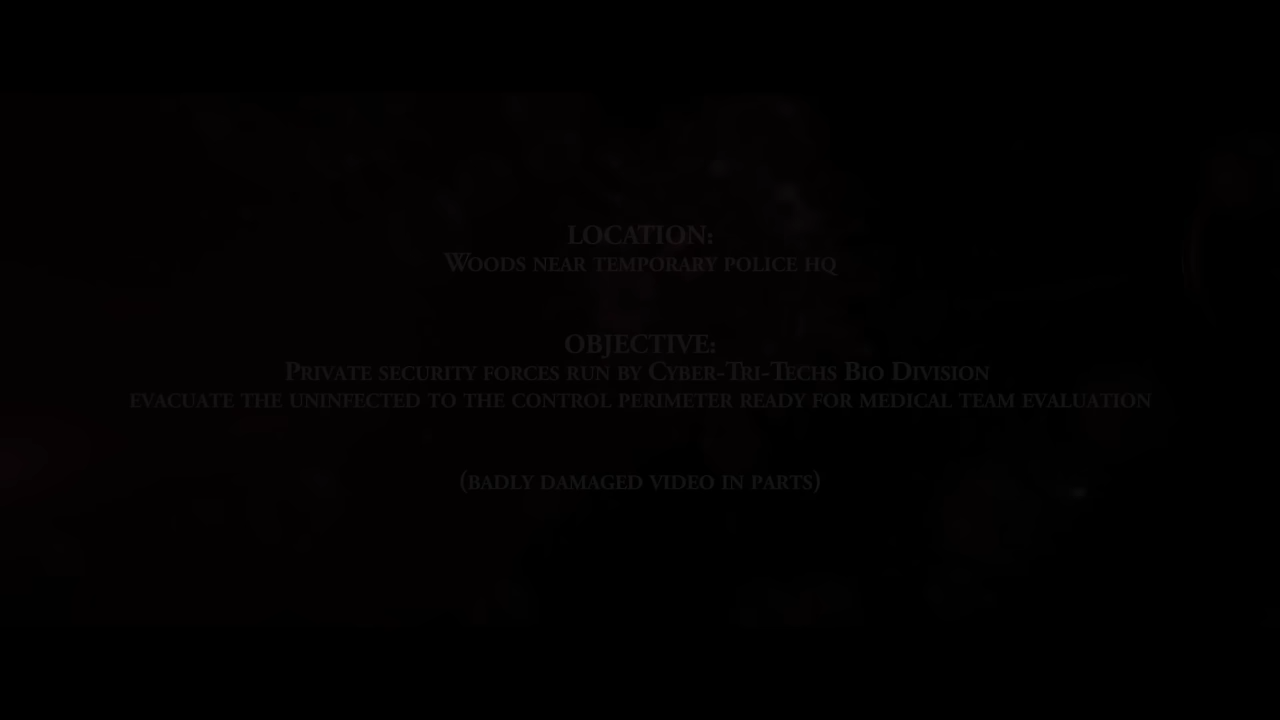 LOCATION:
Woods near temporary police hq
OBJECTIVE:
Private security forces run by Cyber-Tri-Techs Bio Division
evacuate the uninfected to the control perimeter ready for medical team evaluation
(badly damaged video in parts)